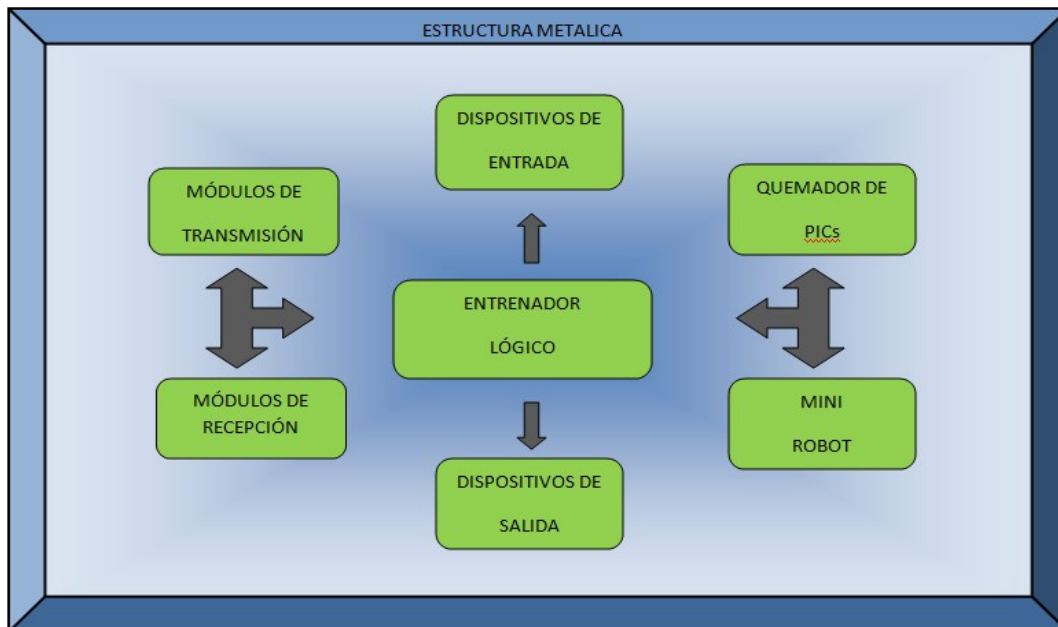 ESTRUCTURA METALICA
DISPOSITIVOS DE
ENTRADA
MÓDULOS DE
TRANSMISIÓN
QUEMADOR DE
PICs
ENTRENADOR
LÓGICO
MÓDULOS DE
RECEPCIÓN
MINI
ROBOT
DISPOSITIVOS DE
SALIDA